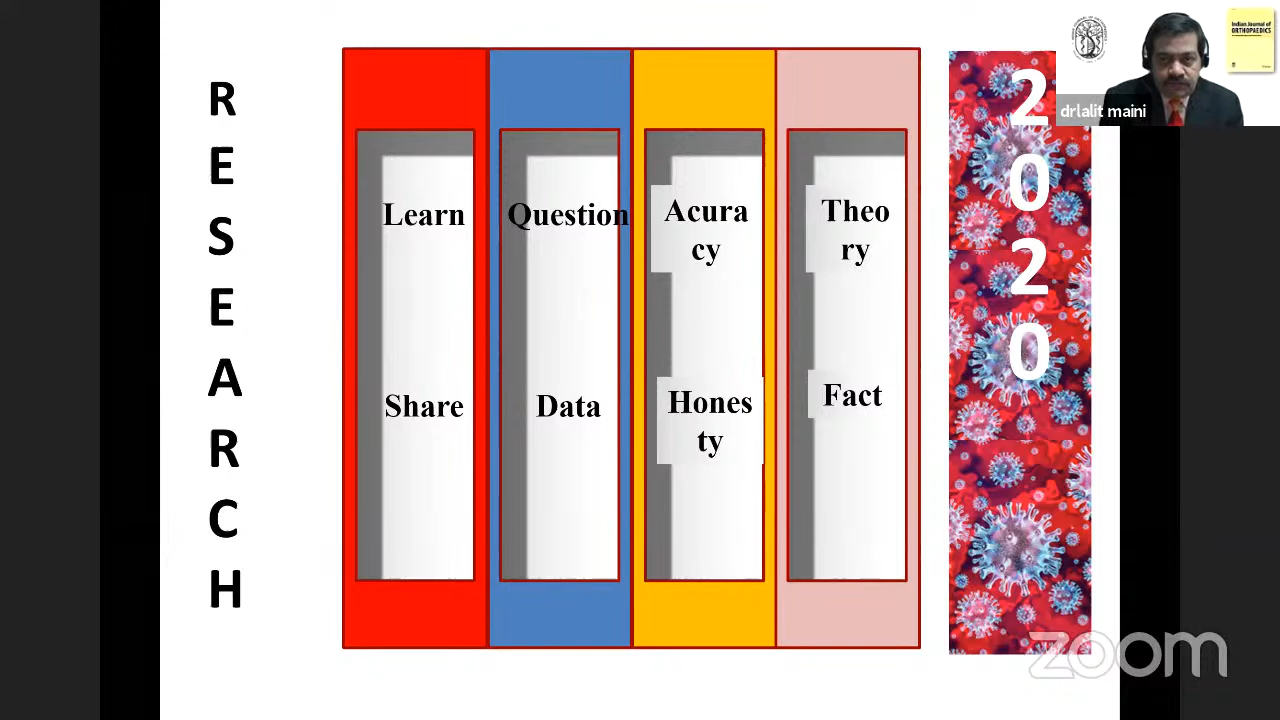 R
E
S
E
A
R
C
H
Learn
Share
Question
Data
Acura
cy
Hones
ty
Theo
ry
Fact
2
0
2
0
drlalit maini
Indian Journal of
ORTHOPAEDICS
zoom